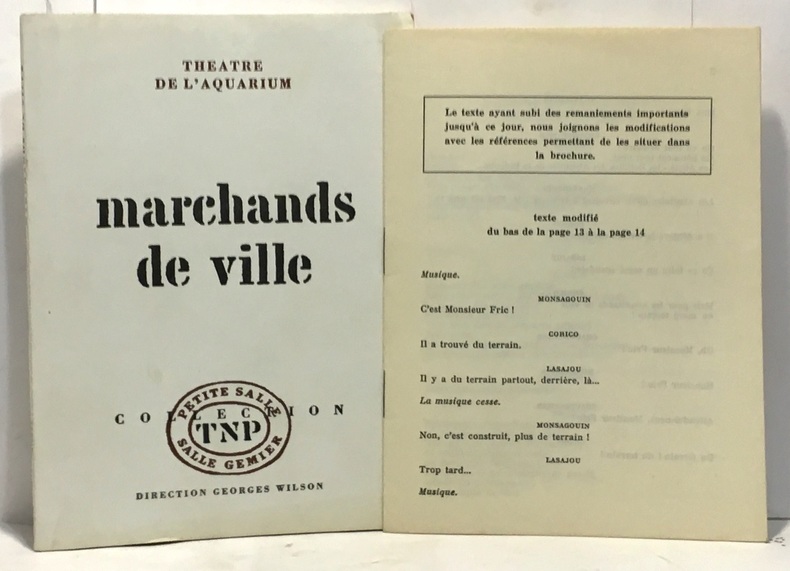 THEATRE
DE L'AQUARIUM
marchands
de ville
COLLECTION
PETITE SALLE
TNP
SALLE GEMIER
DIRECTION GEORGES WILSON
Le texte ayant subi des remaniements importants
jusqu'à ce jour, nous joignons les modifications
avec les références permettant de les situer dans
la brochure.
texte modifié
du bas de la page 13 à la page 14
Musique.
MONSAGOUIN
C'est Monsieur Fric !
CORICO
Il a trouvé du terrain.
LASAJOU
Il y a du terrain partout, derrière, là...
La musique cesse.
MONSAGOUIN
Non, c'est construit, plus de terrain !
LASAJOU
Trop tard...
Musique.